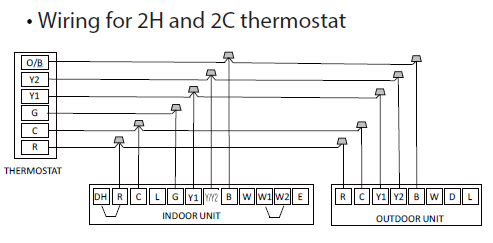 • Wiring for 2H and 2C thermostat
O/B
Y2
Y1
G
C
R
THERMOSTAT
DH R C L G Y1 Y/Y2 B W W1 W2 E
INDOOR UNIT
R C Y1 Y2 B W D L
OUTDOOR UNIT